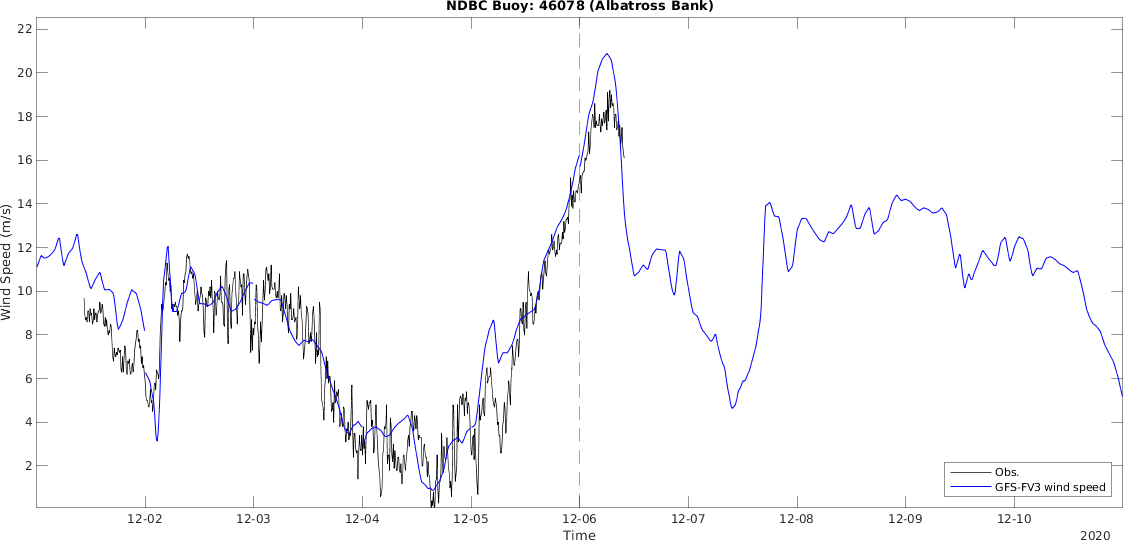 NDBC Buoy: 46078 (Albatross Bank)
22
20
18
16
14
12
10
8
6
4
2
Wind Speed (m/s)
12-02 12-03 12-04 12-05 12-06 12-07 12-08 12-09 12-10
Time
2020
Obs.
GFS-FV3 wind speed